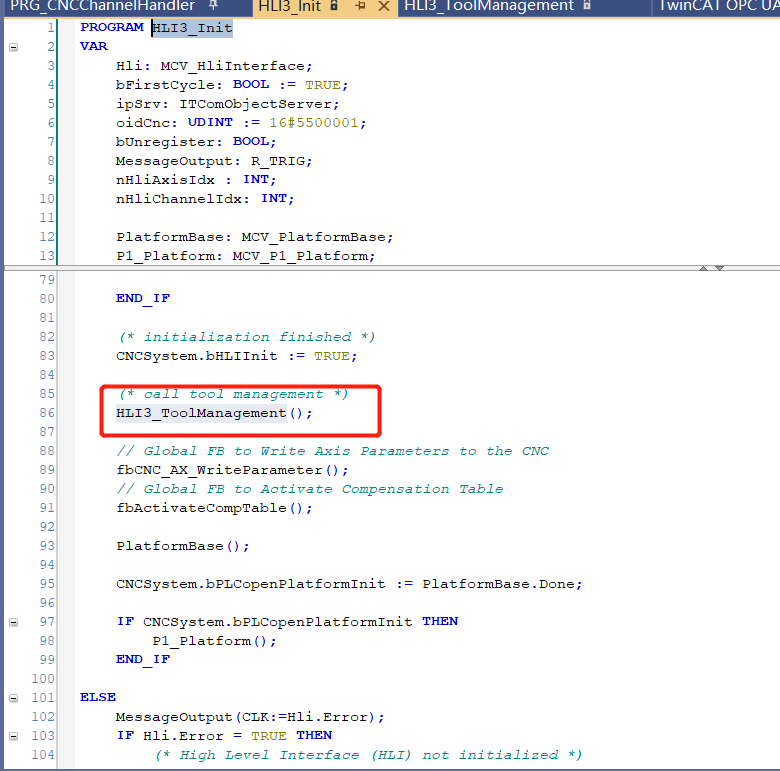 PRG_CNCChannelHandler HLI3_Init HLI3_ToolManagement TwinCAT OPC UA
1 PROGRAM HLI3_Init
2 VAR
3 Hli: MCV_HliInterface;
4 bFirstCycle: BOOL := TRUE;
5 ipSrv: ITComObjectServer;
6 oidCnc: UDINT := 16#5500001;
7 bUnregister: BOOL;
8 MessageOutput: R_TRIG;
9 nHliAxisIdx : INT;
10 nHliChannelIdx: INT;
11
12 PlatformBase: MCV_PlatformBase;
13 P1_Platform: MCV_P1_Platform;
79
80 END_IF
81
82 (* initialization finished *)
83 CNCSystem.bHLIInit := TRUE;
84
85 (* call tool management *)
86 HLI3_ToolManagement();
87
88 // Global FB to Write Axis Parameters to the CNC
89 fbCNC_AX_WriteParameter();
90 // Global FB to Activate Compensation Table
91 fbActivateCompTable();
92
93 PlatformBase();
94
95 CNCSystem.bPLCopenPlatformInit := PlatformBase.Done;
96
97 IF CNCSystem.bPLCopenPlatformInit THEN
98 P1_Platform();
99 END_IF
100
101 ELSE
102 MessageOutput(CLK:=Hli.Error);
103 IF Hli.Error = TRUE THEN
104 (* High Level Interface (HLI) not initialized *)